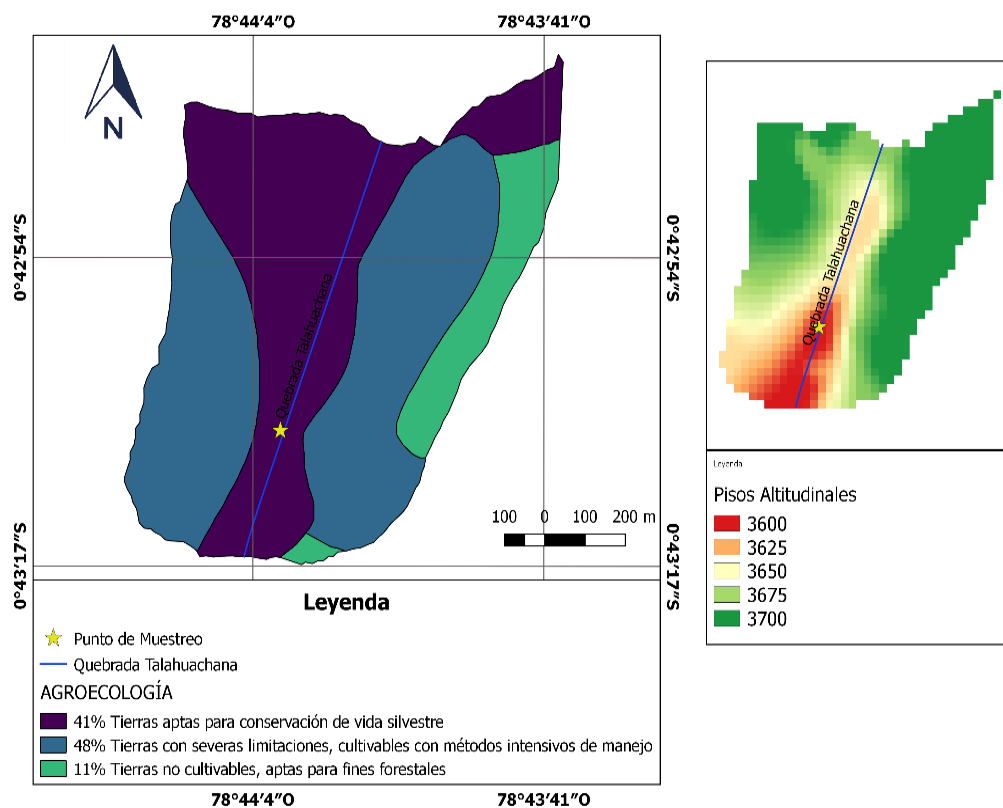 78°44′4″O
78°43′41″O
N
0°42′54″S
0°42′54″S
Quebrada Talahuachana
100 0 100 200 m
0°43′17″S
0°43′17″S
Leyenda
Punto de Muestreo
Quebrada Talahuachana
AGROECOLOGÍA
41% Tierras aptas para conservación de vida silvestre
48% Tierras con severas limitaciones, cultivables con métodos intensivos de manejo
11% Tierras no cultivables, aptas para fines forestales
78°44′4″O
78°43′41″O
Quebrada Talahuachana
Leyenda
Pisos Altitudinales
3600
3625
3650
3675
3700